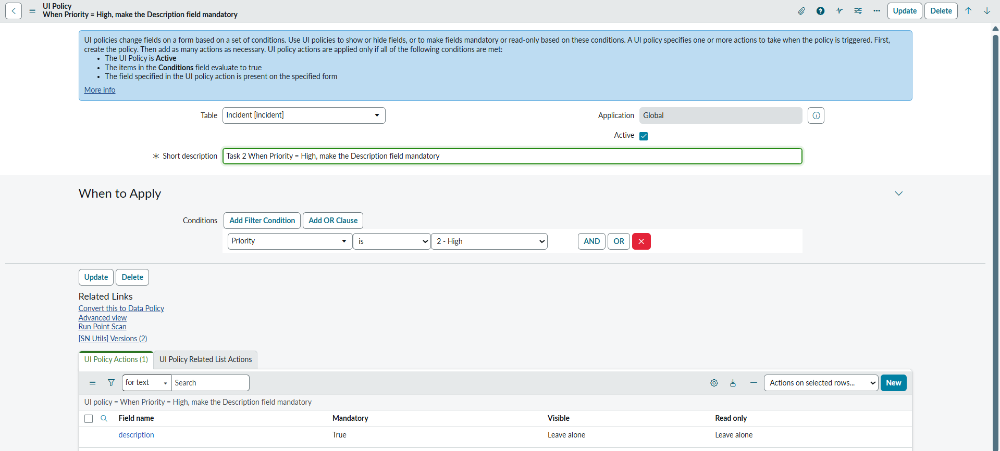 UI Policy
When Priority = High, make the Description field mandatory
Update
Delete
UI policies change fields on a form based on a set of conditions. Use UI policies to show or hide fields, or to make fields mandatory or read-only based on these conditions. A UI policy specifies one or more actions to take when the policy is triggered. First,
create the policy. Then add as many actions as necessary. UI policy actions are applied only if all of the following conditions are met:
• The UI Policy is Active
• The items in the Conditions field evaluate to true
• The field specified in the UI policy action is present on the specified form
More info
Table Incident [incident]
Application Global
Active
Short description Task 2 When Priority = High, make the Description field mandatory
When to Apply
Conditions Add Filter Condition Add OR Clause
Priority is 2 - High AND OR
Update Delete
Related Links
Convert this to Data Policy
Advanced view
Run Point Scan
[SN Utils] Versions (2)
UI Policy Actions (1) UI Policy Related List Actions
for text Search Actions on selected rows... New
UI policy = When Priority = High, make the Description field mandatory
Field name Mandatory Visible Read only
description True Leave alone Leave alone